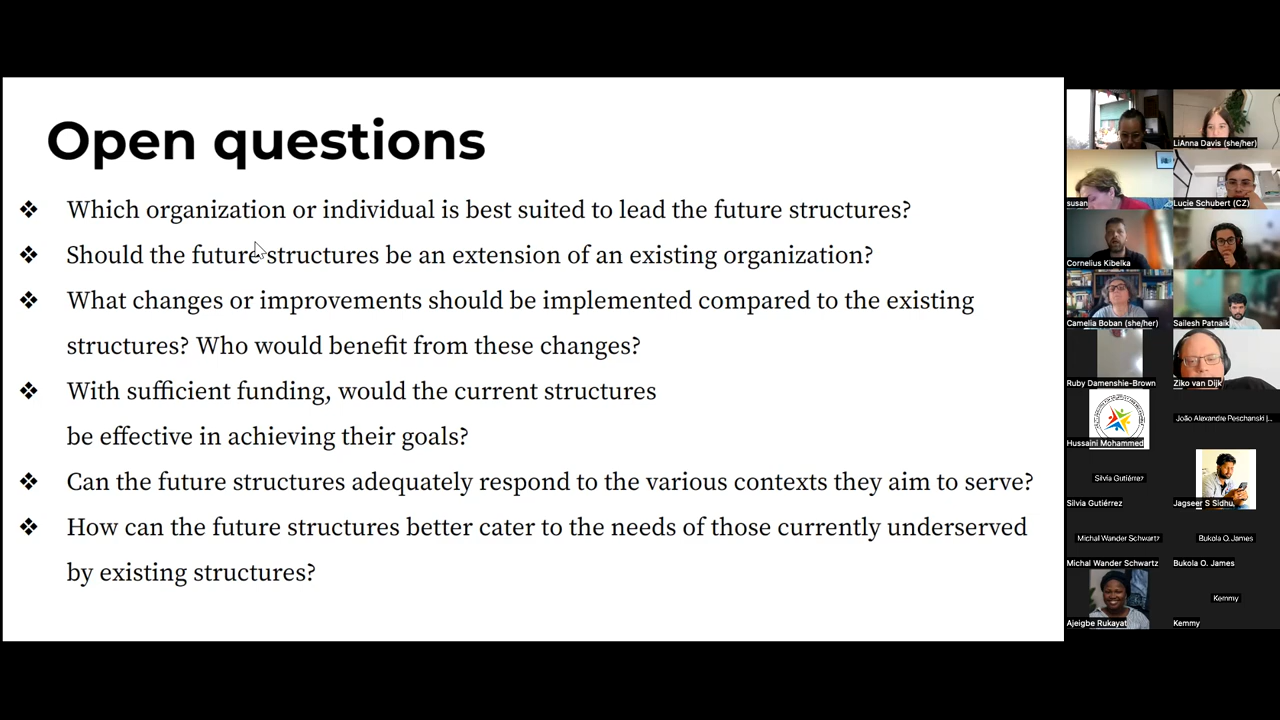 Open questions
❖ Which organization or individual is best suited to lead the future structures?
❖ Should the future structures be an extension of an existing organization?
❖ What changes or improvements should be implemented compared to the existing
structures? Who would benefit from these changes?
❖ With sufficient funding, would the current structures
be effective in achieving their goals?
❖ Can the future structures adequately respond to the various contexts they aim to serve?
❖ How can the future structures better cater to the needs of those currently underserved
by existing structures?
LiAnna Davis (she/her)
susan
Lucie Schubert (CZ)
Cornelius Kibelka
Camelia Boban (she/her)
Sailesh Patnaik
Ruby Damenshie-Brown
Ziko van Dijk
Hussaini Mohammed
João Alexandre Peschanski |...
Silvia Gutiérrez
Silvia Gutiérrez
Jagseer S Sidhu
Michal Wander Schwartz
Bukola O. James
Michal Wander Schwartz
Bukola O. James
Kemmy
Ajeigbe Rukayat
Kemmy